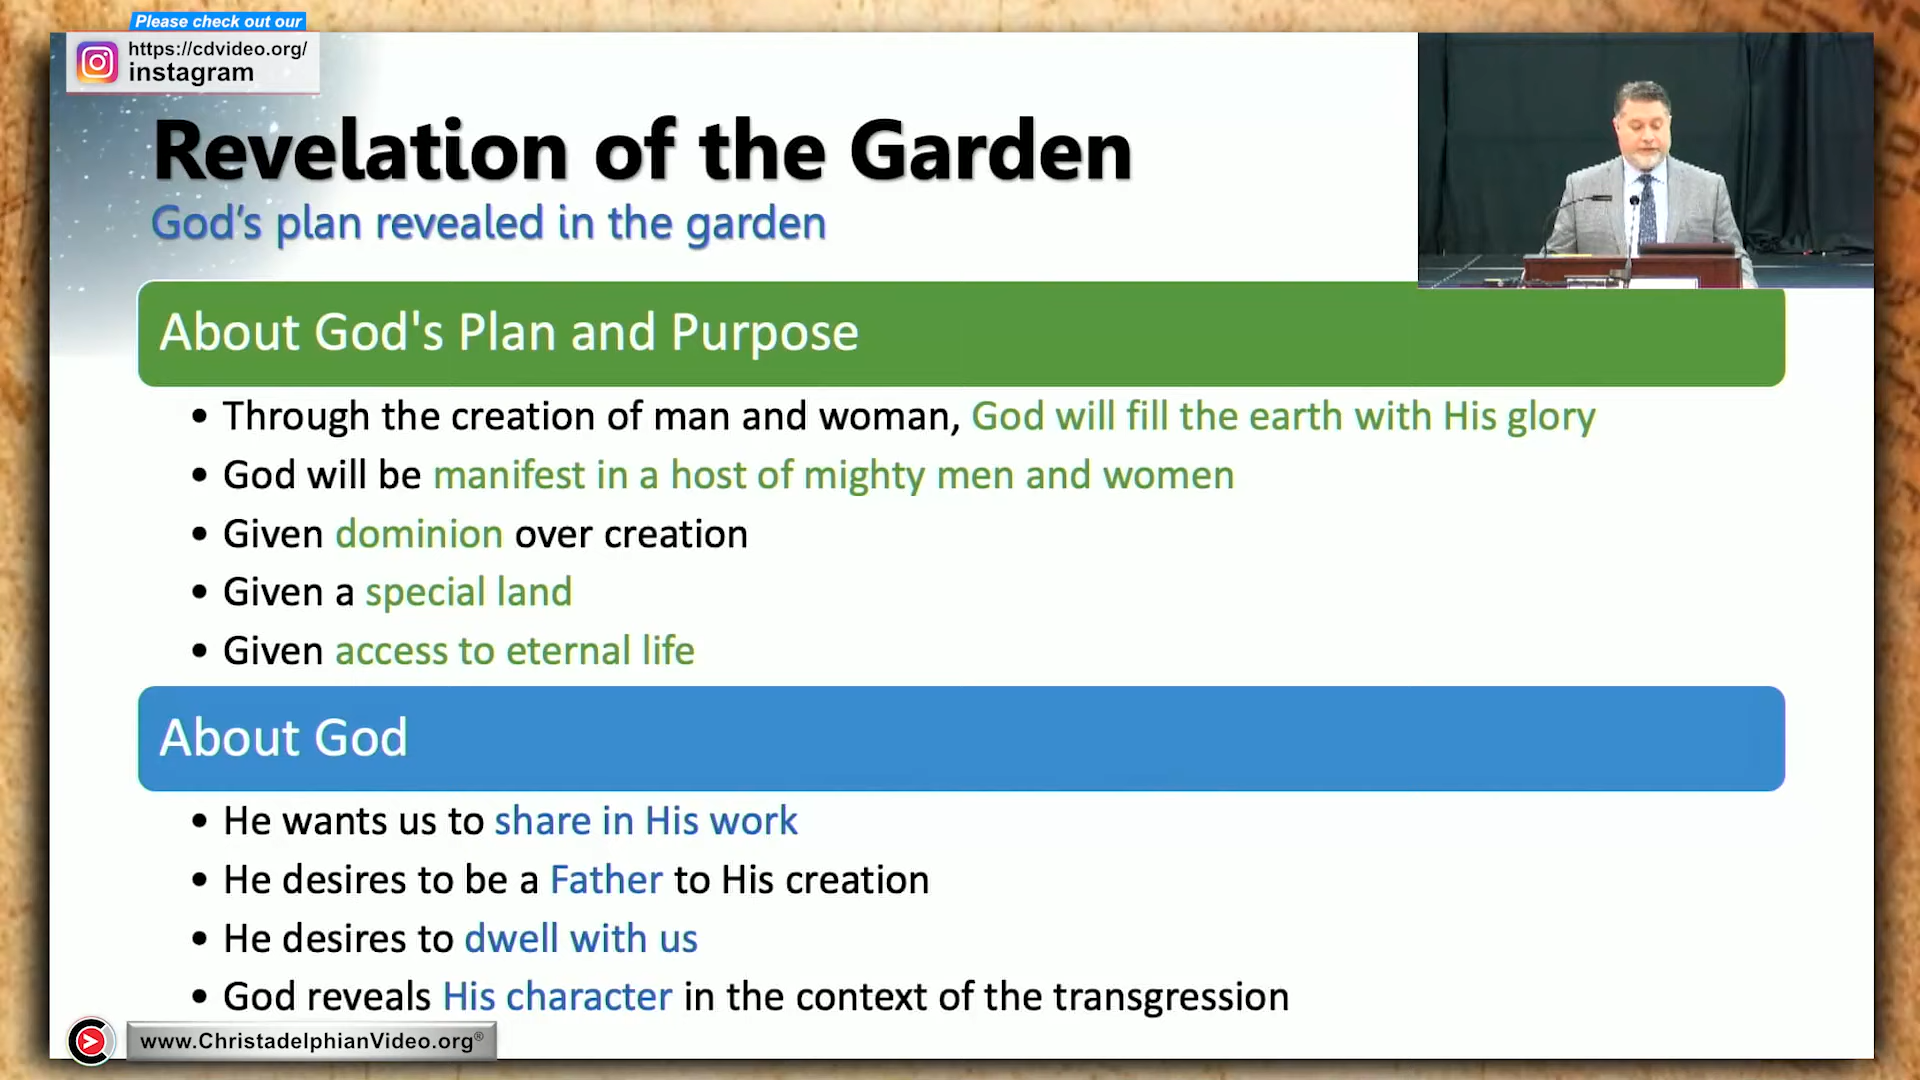 Please check out our
https://cdvideo.org/
instagram
Revelation of the Garden
God's plan revealed in the garden
About God's Plan and Purpose
• Through the creation of man and woman, God will fill the earth with His glory
• God will be manifest in a host of mighty men and women
• Given dominion over creation
• Given a special land
• Given access to eternal life
About God
• He wants us to share in His work
• He desires to be a Father to His creation
• He desires to dwell with us
• God reveals His character in the context of the transgression
www.ChristadelphianVideo.org®